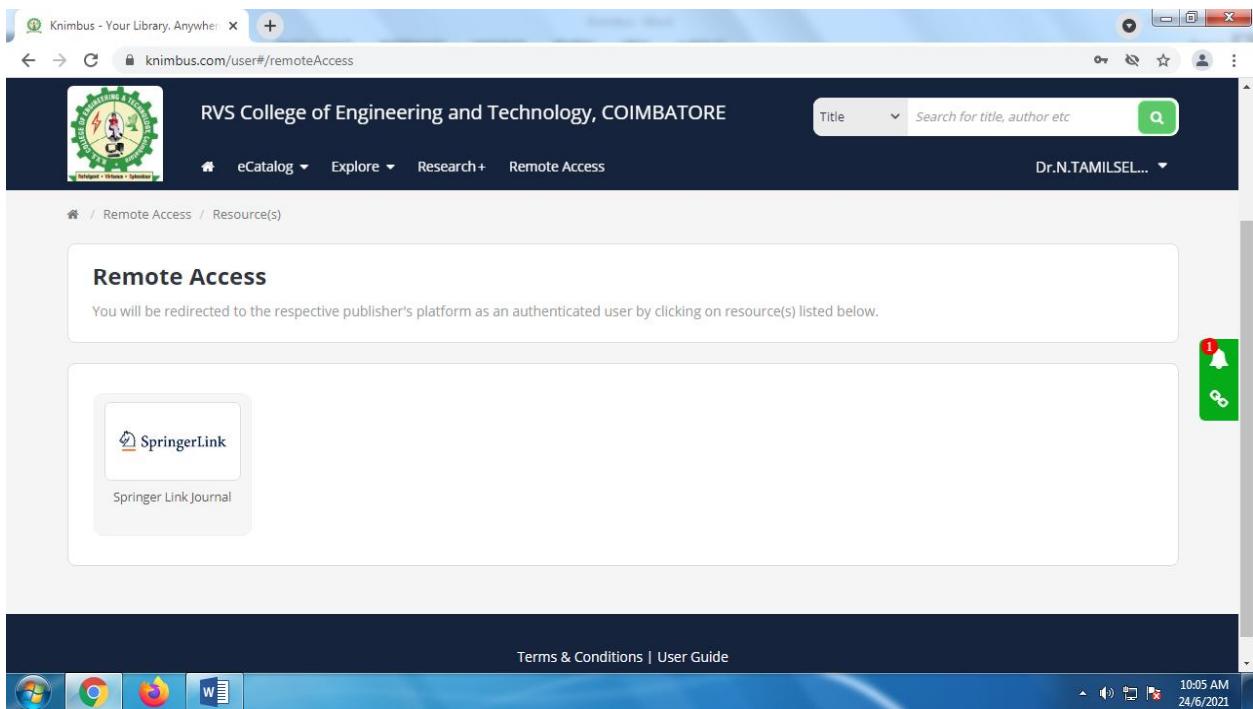 Knimbus - Your Library. Anywher
knimbus.com/user#/remoteAccess
RVS College of Engineering and Technology, COIMBATORE
Title
Search for title, author etc
eCatalog
Explore
Research+
Remote Access
Dr.N.TAMILSEL...
/ Remote Access / Resource(s)
Remote Access
You will be redirected to the respective publisher's platform as an authenticated user by clicking on resource(s) listed below.
1
SpringerLink
Springer Link Journal
Terms & Conditions | User Guide
10:05 AM
24/6/2021